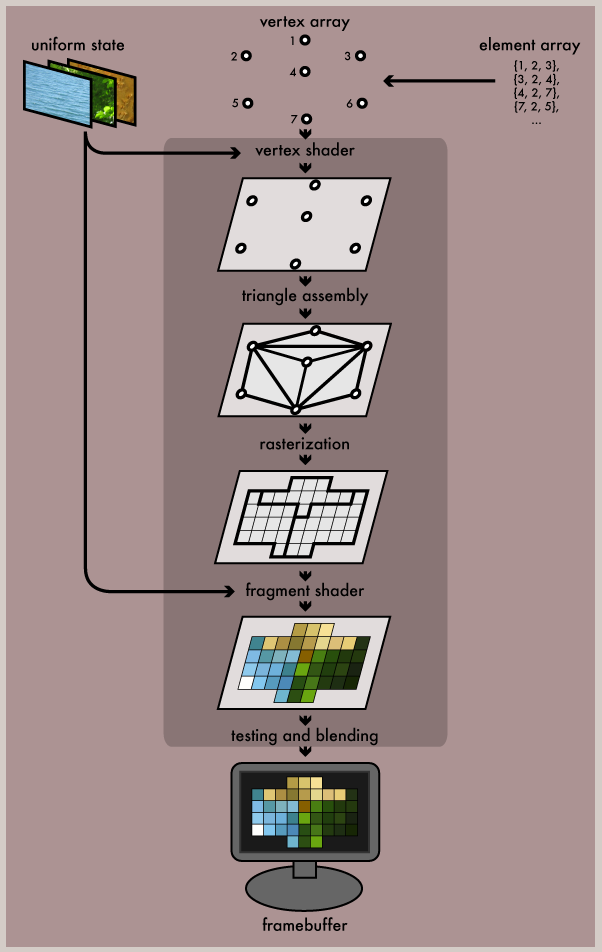 vertex array
uniform state
element array
1
2
3
4
5
6
7
{1, 2, 3},
{3, 2, 4},
{4, 2, 7},
{7, 2, 5},
...
vertex shader
triangle assembly
rasterization
fragment shader
testing and blending
framebuffer